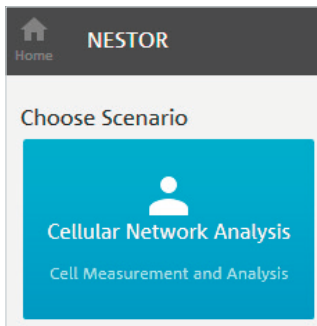 NESTOR
Home
Choose Scenario
Cellular Network Analysis
Cell Measurement and Analysis